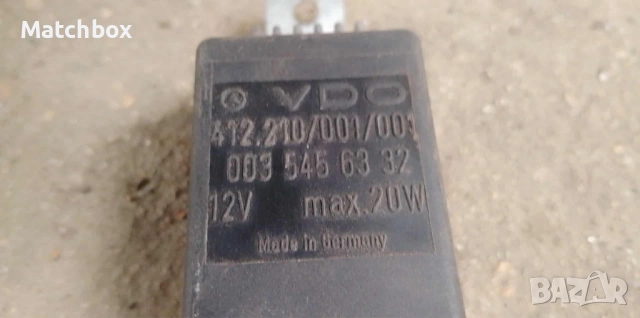 Matchbox
VDO
412.210/001/001
003 545 63 32
12V max.20W
Made in Germany
BAZAR